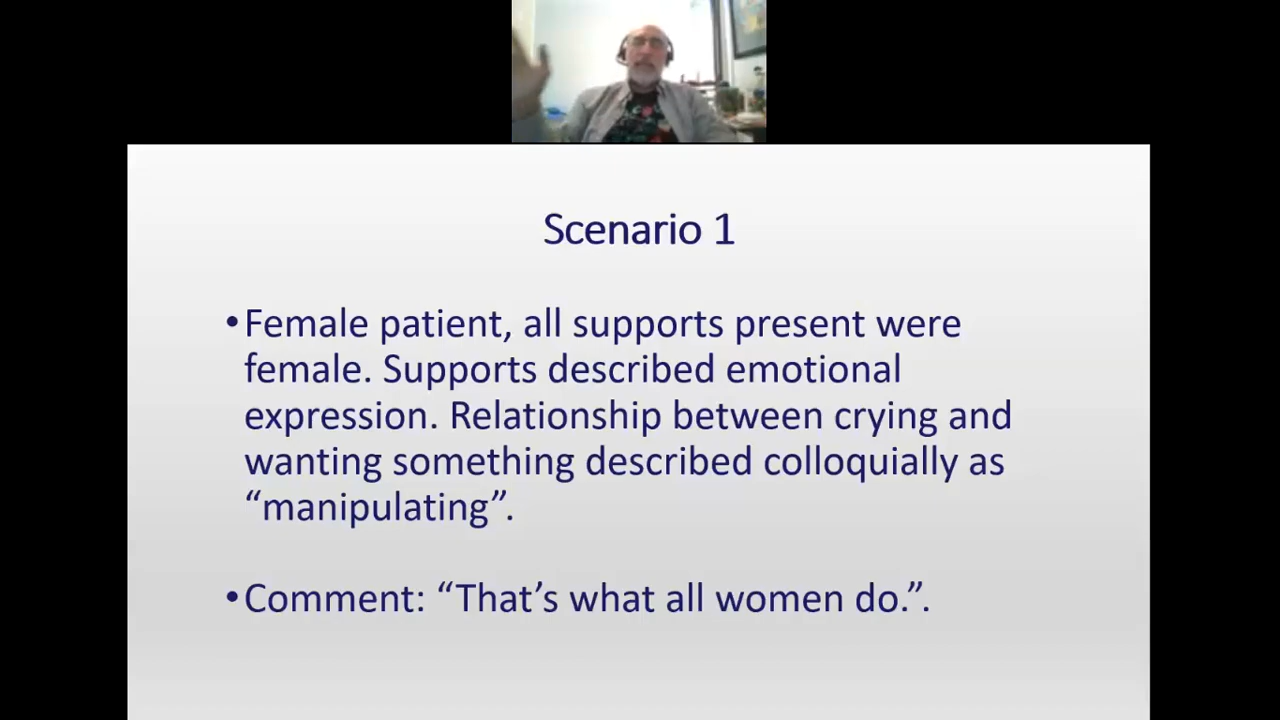 Scenario 1
•Female patient, all supports present were
female. Supports described emotional
expression. Relationship between crying and
wanting something described colloquially as
“manipulating”.
•Comment: “That’s what all women do.”.